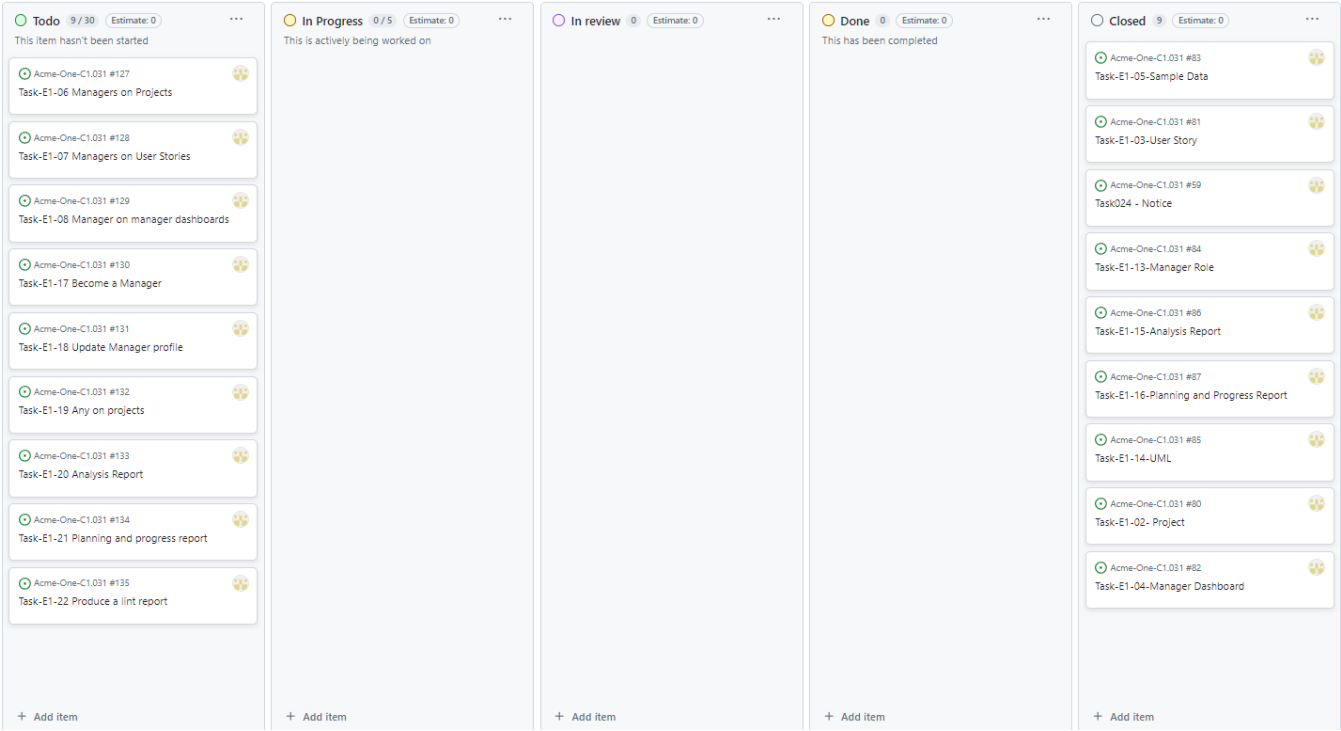 Todo 9 / 30 Estimate: 0 ...
This item hasn't been started
Acme-One-C1.031 #127
Task-E1-06 Managers on Projects
Acme-One-C1.031 #128
Task-E1-07 Managers on User Stories
Acme-One-C1.031 #129
Task-E1-08 Manager on manager dashboards
Acme-One-C1.031 #130
Task-E1-17 Become a Manager
Acme-One-C1.031 #131
Task-E1-18 Update Manager profile
Acme-One-C1.031 #132
Task-E1-19 Any on projects
Acme-One-C1.031 #133
Task-E1-20 Analysis Report
Acme-One-C1.031 #134
Task-E1-21 Planning and progress report
Acme-One-C1.031 #135
Task-E1-22 Produce a lint report
+ Add item
In Progress 0 / 5 Estimate: 0 ...
This is actively being worked on
+ Add item
In review 0 Estimate: 0 ...
+ Add item
Done 0 Estimate: 0 ...
This has been completed
+ Add item
Closed 9 Estimate: 0 ...
Acme-One-C1.031 #83
Task-E1-05-Sample Data
Acme-One-C1.031 #81
Task-E1-03-User Story
Acme-One-C1.031 #59
Task024 - Notice
Acme-One-C1.031 #84
Task-E1-13-Manager Role
Acme-One-C1.031 #86
Task-E1-15-Analysis Report
Acme-One-C1.031 #87
Task-E1-16-Planning and Progress Report
Acme-One-C1.031 #85
Task-E1-14-UML
Acme-One-C1.031 #80
Task-E1-02- Project
Acme-One-C1.031 #82
Task-E1-04-Manager Dashboard
+ Add item